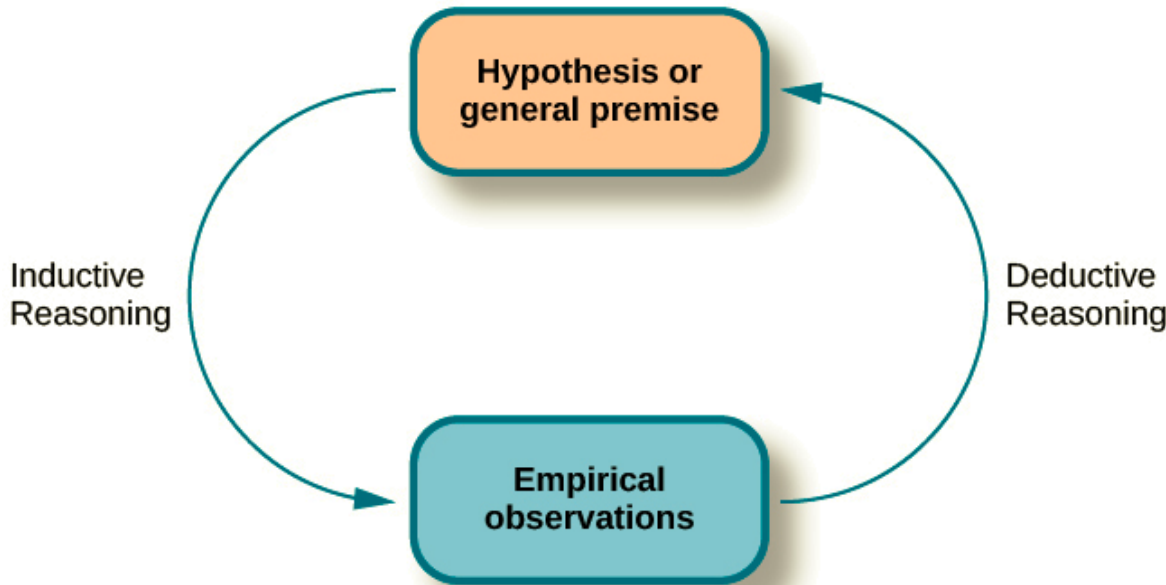 Hypothesis or
general premise
Inductive
Reasoning
Deductive
Reasoning
Empirical
observations